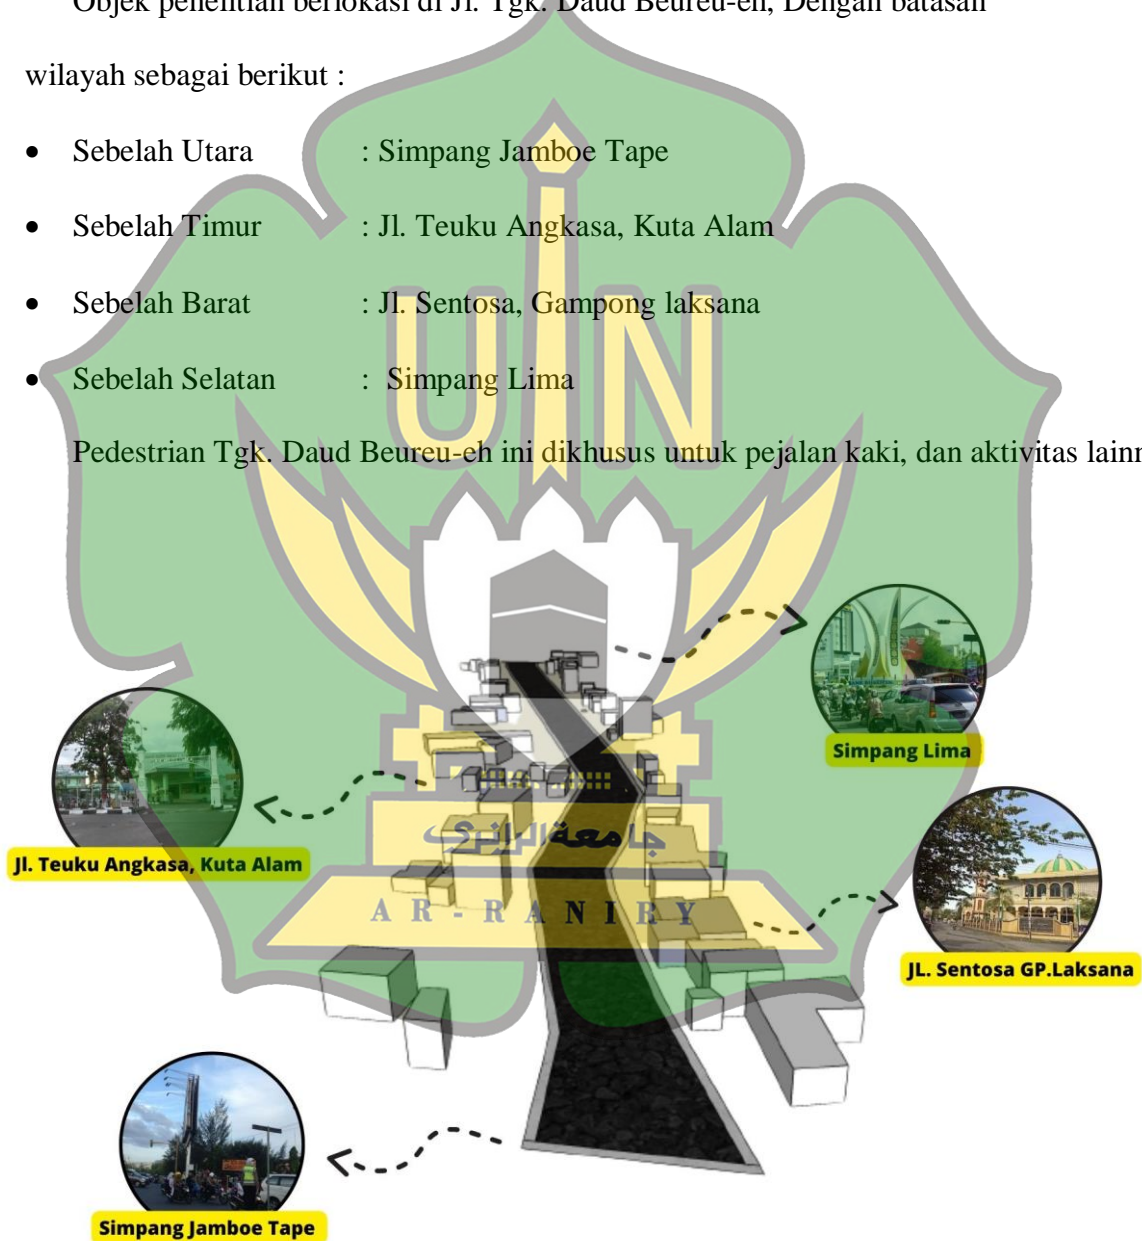 Objek penelitian berlokasi di Jl. Tgk. Daud Beureu-eh, Dengan batasan
wilayah sebagai berikut :
• Sebelah Utara : Simpang Jamboe Tape
• Sebelah Timur : Jl. Teuku Angkasa, Kuta Alam
• Sebelah Barat : Jl. Sentosa, Gampong laksana
• Sebelah Selatan : Simpang Lima
Pedestrian Tgk. Daud Beureu-eh ini dikhusus untuk pejalan kaki, dan aktivitas
UIN
Simpang Lima
جامعة الرانري
Jl. Teuku Angkasa, Kuta Alam
AR-RANIRY
JL. Sentosa GP.Laksana
Simpang Jamboe Tape